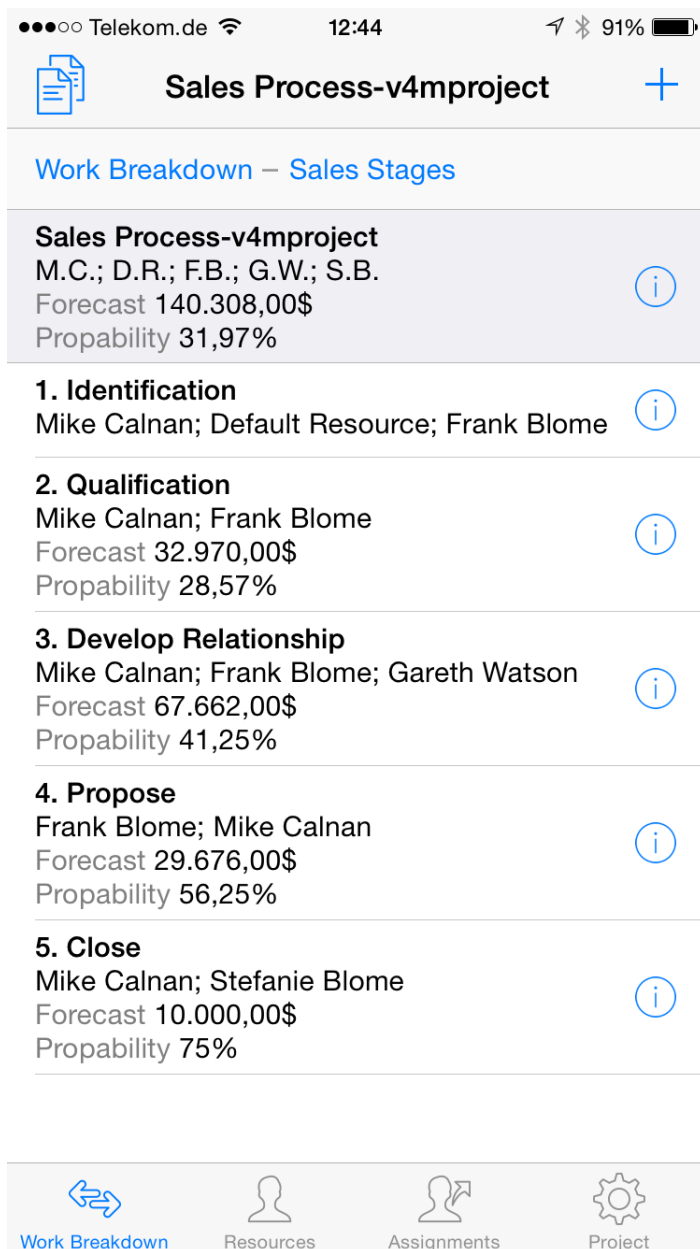 Telekom.de 12:44 91%
Sales Process-v4mproject
Work Breakdown – Sales Stages
Sales Process-v4mproject
M.C.; D.R.; F.B.; G.W.; S.B.
Forecast 140.308,00$
Propability 31,97%
1. Identification
Mike Calnan; Default Resource; Frank Blome
2. Qualification
Mike Calnan; Frank Blome
Forecast 32.970,00$
Propability 28,57%
3. Develop Relationship
Mike Calnan; Frank Blome; Gareth Watson
Forecast 67.662,00$
Propability 41,25%
4. Propose
Frank Blome; Mike Calnan
Forecast 29.676,00$
Propability 56,25%
5. Close
Mike Calnan; Stefanie Blome
Forecast 10.000,00$
Propability 75%
Work Breakdown Resources Assignments Project